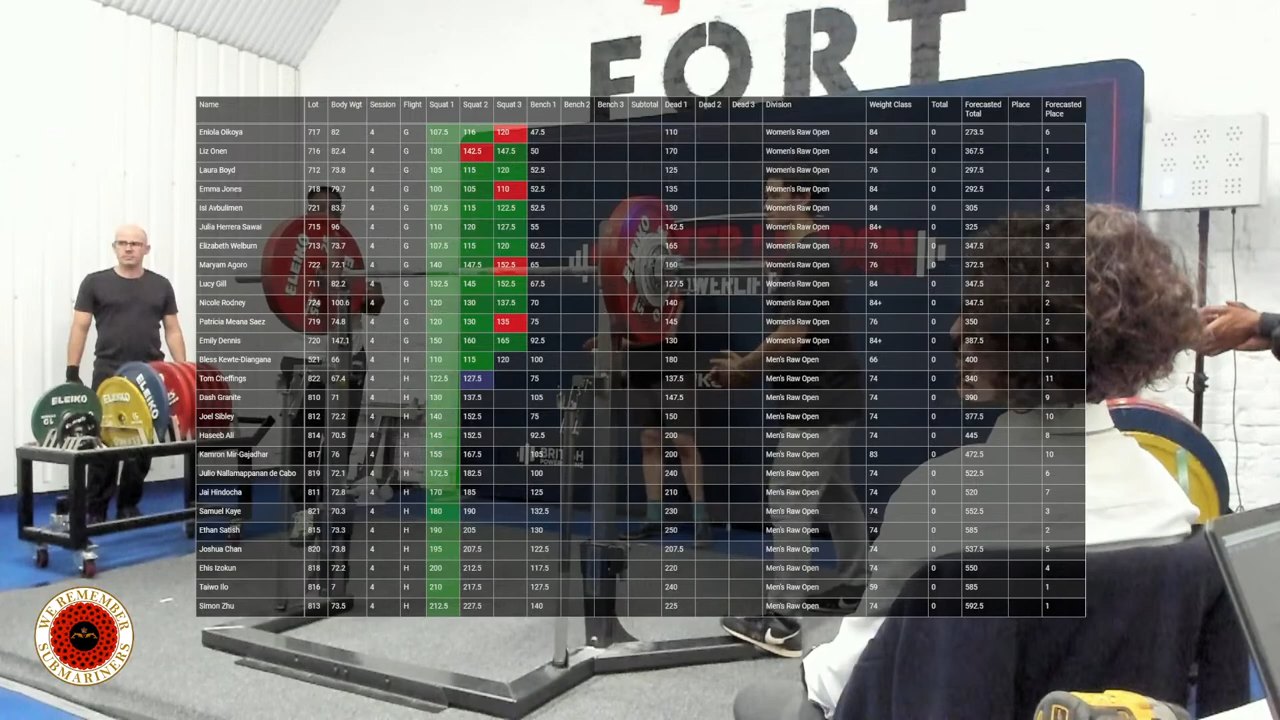 FORT
Name Lot Body Wgt Session Flight Squat 1 Squat 2 Squat 3 Bench 1 Bench 2 Bench 3 Subtotal Dead 1 Dead 2 Dead 3 Division Weight Class Total Forecasted Total Place Forecasted Place
Eniola Oikoya 717 82 4 G 107.5 116 120 47.5 110 Women's Raw Open 84 0 273.5 6
Liz Onen 716 82.4 4 G 130 142.5 147.5 50 170 Women's Raw Open 84 0 367.5 1
Laura Boyd 712 73.8 4 G 105 115 120 52.5 125 Women's Raw Open 76 0 297.5 4
Emma Jones 718 79.7 4 G 100 105 110 52.5 135 Women's Raw Open 84 0 292.5 4
Isi Avbulimen 721 83.7 4 G 107.5 115 122.5 52.5 130 Women's Raw Open 84 0 305 3
Julia Herrera Sawai 715 96 4 G 110 120 127.5 55 142.5 Women's Raw Open 84+ 0 325 3
Elizabeth Welburn 713 73.7 4 G 107.5 115 120 62.5 165 Women's Raw Open 76 0 347.5 3
Maryam Agoro 722 72.1 4 G 140 147.5 152.5 65 160 Women's Raw Open 76 0 372.5 1
Lucy Gill 711 82.2 4 G 132.5 145 152.5 67.5 127.5 Women's Raw Open 84 0 347.5 2
Nicole Rodney 724 100.6 4 G 120 130 137.5 70 140 Women's Raw Open 84+ 0 347.5 2
Patricia Meana Saez 719 74.8 4 G 120 130 135 75 145 Women's Raw Open 76 0 350 2
Emily Dennis 720 147.1 4 G 150 160 165 92.5 130 Women's Raw Open 84+ 0 387.5 1
Bless Kewte-Diangana 521 66 4 H 110 115 120 100 180 Men's Raw Open 66 0 400 1
Tom Cheffings 822 67.4 4 H 122.5 127.5 75 137.5 Men's Raw Open 74 0 340 11
Dash Granite 810 71 4 H 130 137.5 105 147.5 Men's Raw Open 74 0 390 9
Joel Sibley 812 72.2 4 H 140 152.5 75 150 Men's Raw Open 74 0 377.5 10
Haseeb Ali 814 70.5 4 H 145 152.5 92.5 200 Men's Raw Open 74 0 445 8
Kamron Mir-Gajadhar 817 76 4 H 155 167.5 105 200 Men's Raw Open 83 0 472.5 10
Julio Nallamappanan de Cabo 819 72.1 4 H 172.5 182.5 100 240 Men's Raw Open 74 0 522.5 6
Jai Hindocha 811 72.8 4 H 170 185 125 210 Men's Raw Open 74 0 520 7
Samuel Kaye 821 70.3 4 H 180 190 132.5 230 Men's Raw Open 74 0 552.5 3
Ethan Satish 815 73.3 4 H 190 205 130 250 Men's Raw Open 74 0 585 2
Joshua Chan 820 73.8 4 H 195 207.5 122.5 207.5 Men's Raw Open 74 0 537.5 5
Ehis Izokun 818 72.2 4 H 200 212.5 117.5 220 Men's Raw Open 74 0 550 4
Taiwo Ilo 816 7 4 H 210 217.5 127.5 240 Men's Raw Open 59 0 585 1
Simon Zhu 813 73.5 4 H 212.5 227.5 140 225 Men's Raw Open 74 0 592.5 1
ELEIKO
ELEIKO
ELEIKO
ELEIKO
BRITISH
WE REMEMBER
SUBMARINERS